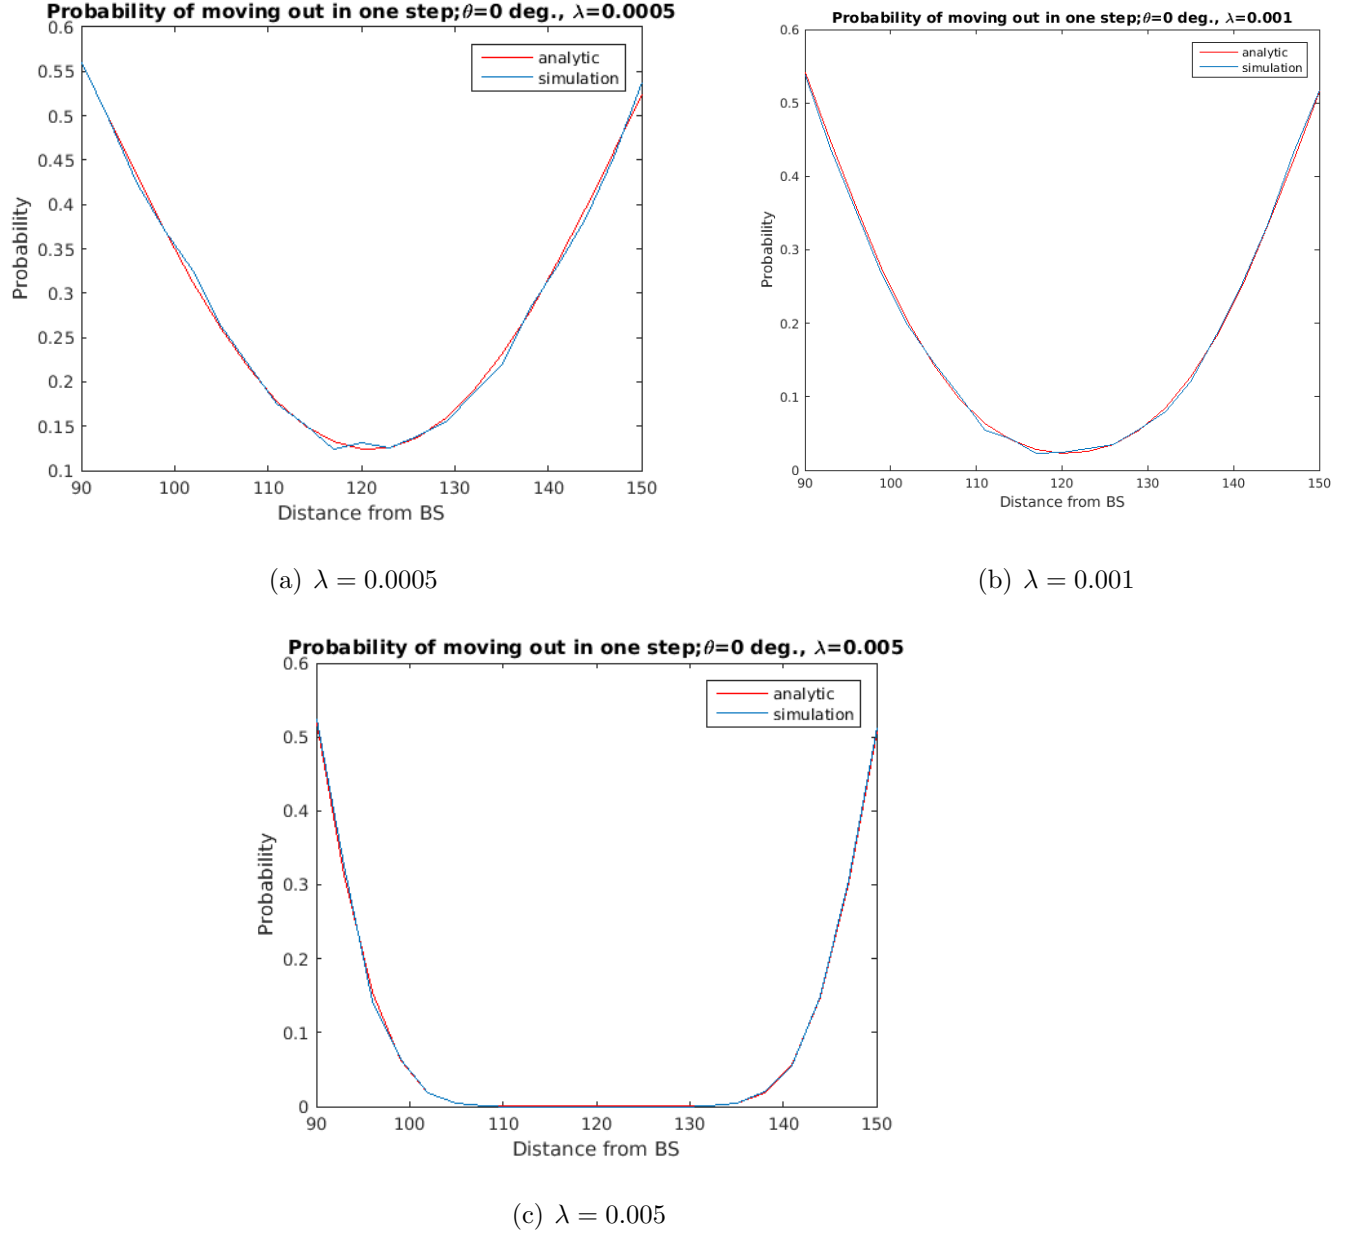 Probability of moving out in one step;θ=0 deg., λ=0.0005
0.6
0.55
0.5
0.45
0.4
0.35
0.3
0.25
0.2
0.15
0.1
Probability
analytic
simulation
90 100 110 120 130 140 150
Distance from BS
(a) λ = 0.0005
Probability of moving out in one step;θ=0 deg., λ=0.001
0.6
0.5
0.4
0.3
0.2
0.1
0
Probability
analytic
simulation
90 100 110 120 130 140 150
Distance from BS
(b) λ = 0.001
Probability of moving out in one step;θ=0 deg., λ=0.005
0.6
0.5
0.4
0.3
0.2
0.1
0
Probability
analytic
simulation
90 100 110 120 130 140 150
Distance from BS
(c) λ = 0.005